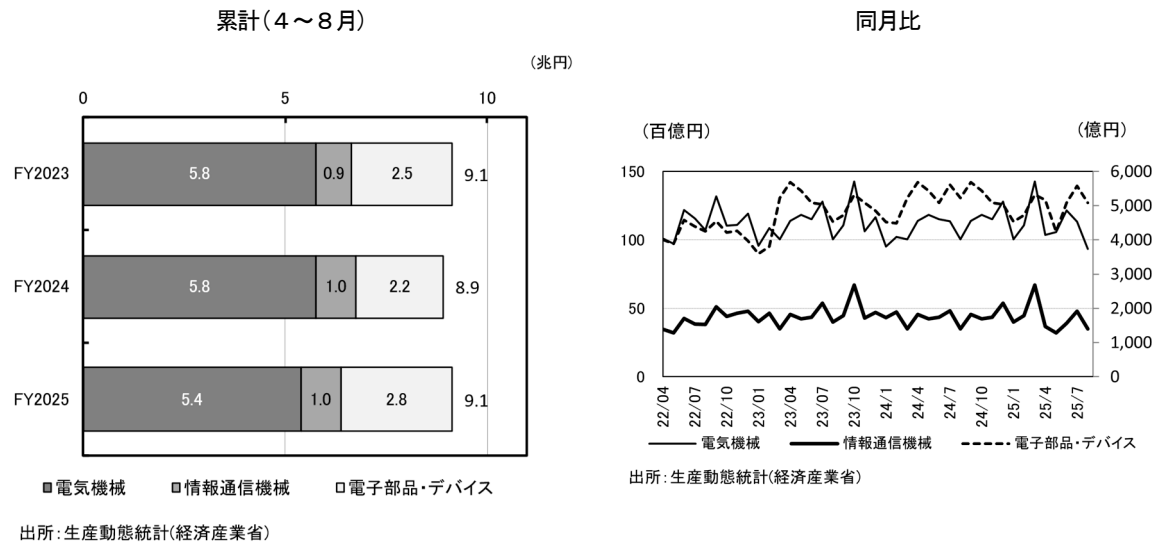 累計（４～８月）
（兆円）
0 5 10
FY2023 5.8 0.9 2.5 9.1
FY2024 5.8 1.0 2.2 8.9
FY2025 5.4 1.0 2.8 9.1
■電気機械 ■情報通信機械 □電子部品・デバイス
出所：生産動態統計(経済産業省)
同月比
（百億円） （億円）
150 6,000
5,000
100 4,000
3,000
50 2,000
1,000
0 0
22/04 22/07 22/10 23/01 23/04 23/07 23/10 24/1 24/4 24/7 24/10 25/1 25/4 25/7
電気機械 情報通信機械 電子部品・デバイス
出所：生産動態統計(経済産業省)